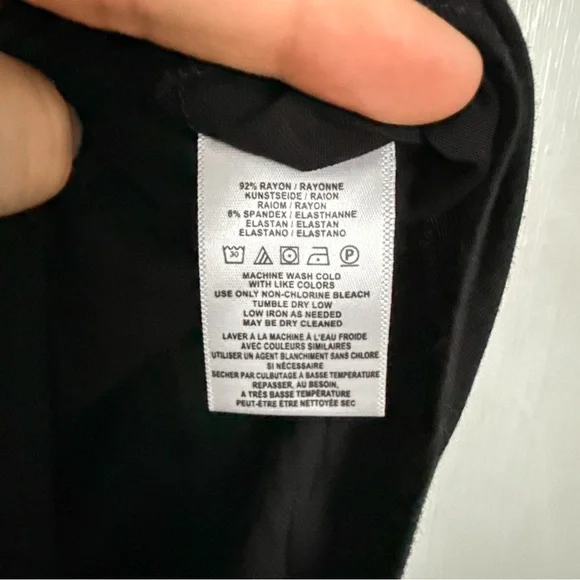 92% RAYON / RAYONNE
KUNSTSEIDE / RAION
RAIOM / RAYON
8% SPANDEX / ELASTHANNE
ELASTAN / ELASTAN
ELASTANO / ELASTANO
30 P
MACHINE WASH COLD
WITH LIKE COLORS
USE ONLY NON-CHLORINE BLEACH
TUMBLE DRY LOW
LOW IRON AS NEEDED
MAY BE DRY CLEANED
LAVER À LA MACHINE À L'EAU FROIDE
AVEC COULEURS SIMILAIRES
UTILISER UN AGENT BLANCHIMENT SANS CHLORE
SI NÉCESSAIRE
SECHER PAR CULBUTAGE À BASSE TEMPÉRATURE
REPASSER, AU BESOIN,
A TRÈS BASSE TEMPÉRATURE
PEUT-ÊTRE ÊTRE NETTOYÉE SEC